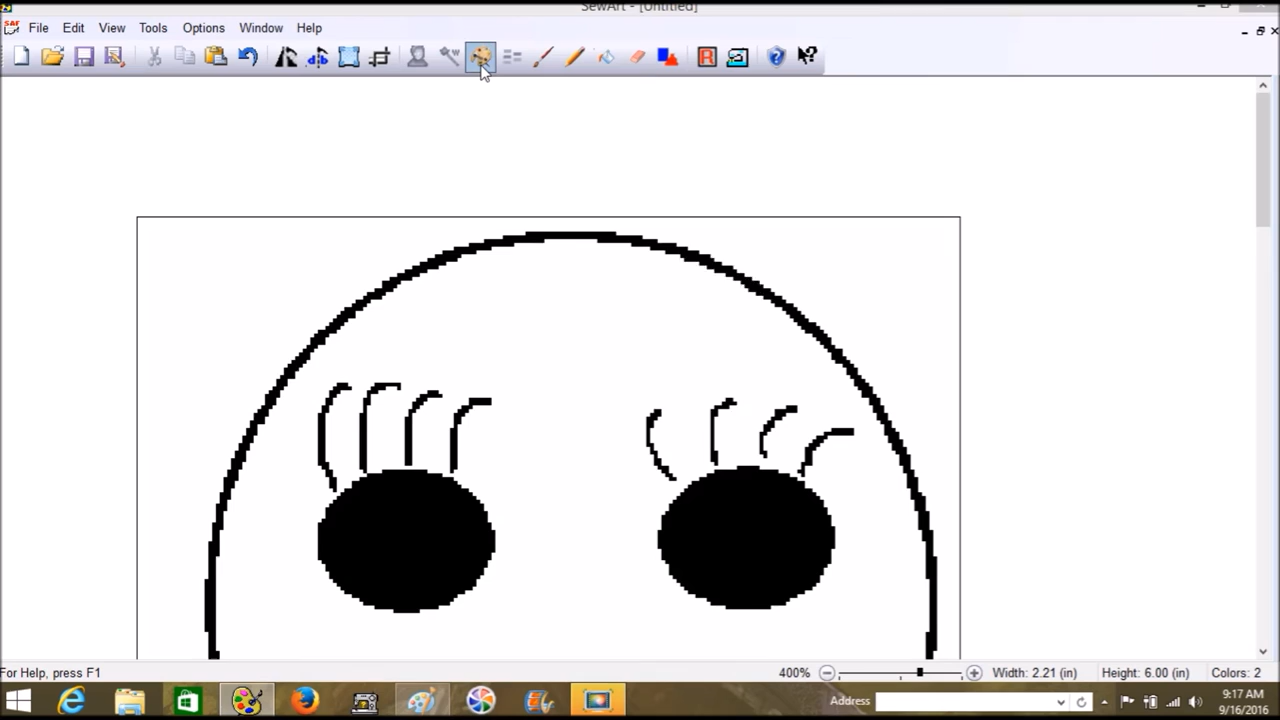 SewArt - [Untitled]
File Edit View Tools Options Window Help
For Help, press F1
400%
Width: 2.21 (in)
Height: 6.00 (in)
Colors: 2
Address
9:17 AM
9/16/2016